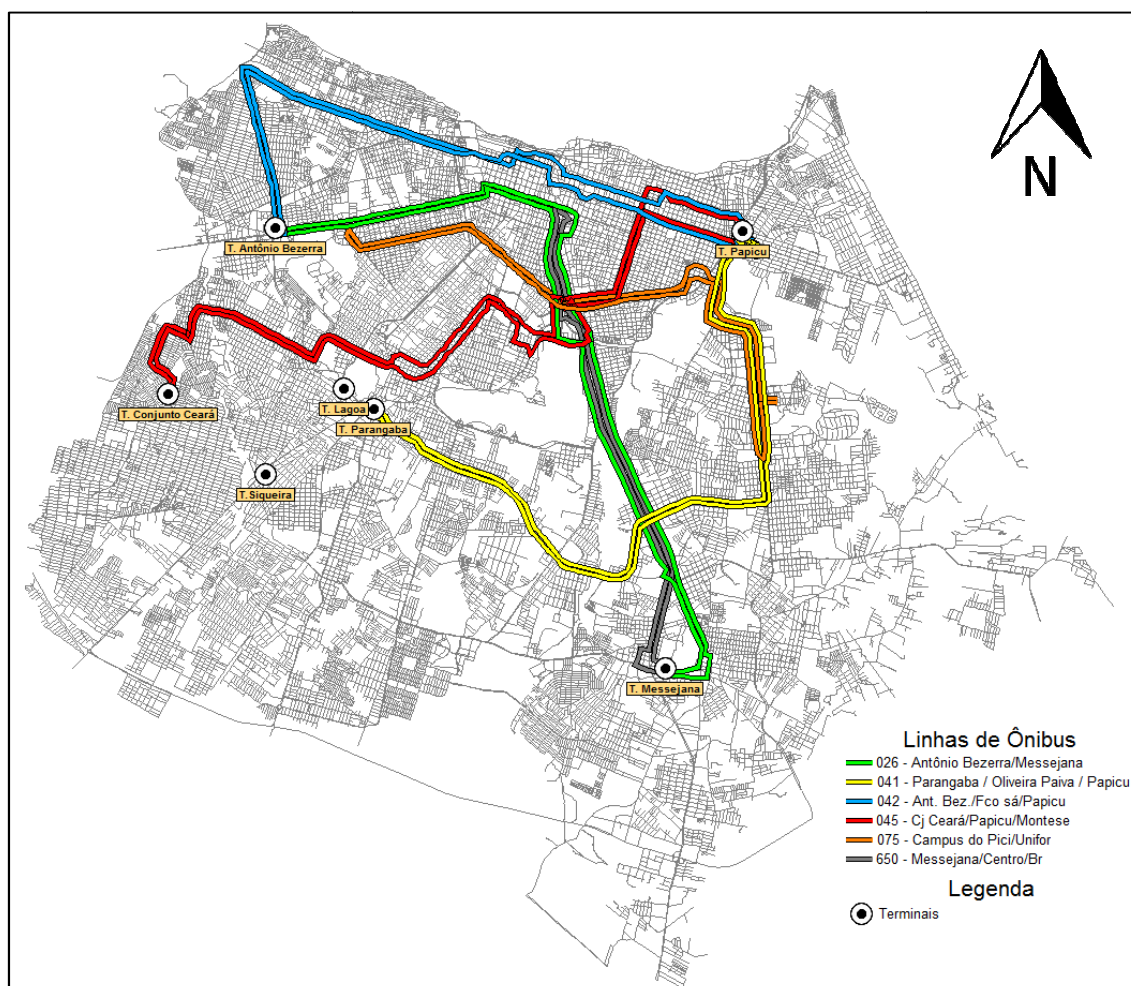 N
T. Antônio Bezerra
T. Papicu
T. Conjunto Ceará
T. Lagoa
T. Parangaba
T. Siqueira
T. Messejana
Linhas de Ônibus
026 - Antônio Bezerra/Messejana
041 - Parangaba / Oliveira Paiva / Papicu
042 - Ant. Bez./Fco sá/Papicu
045 - Cj Ceará/Papicu/Montese
075 - Campus do Pici/Unifor
650 - Messejana/Centro/Br
Legenda
Terminais